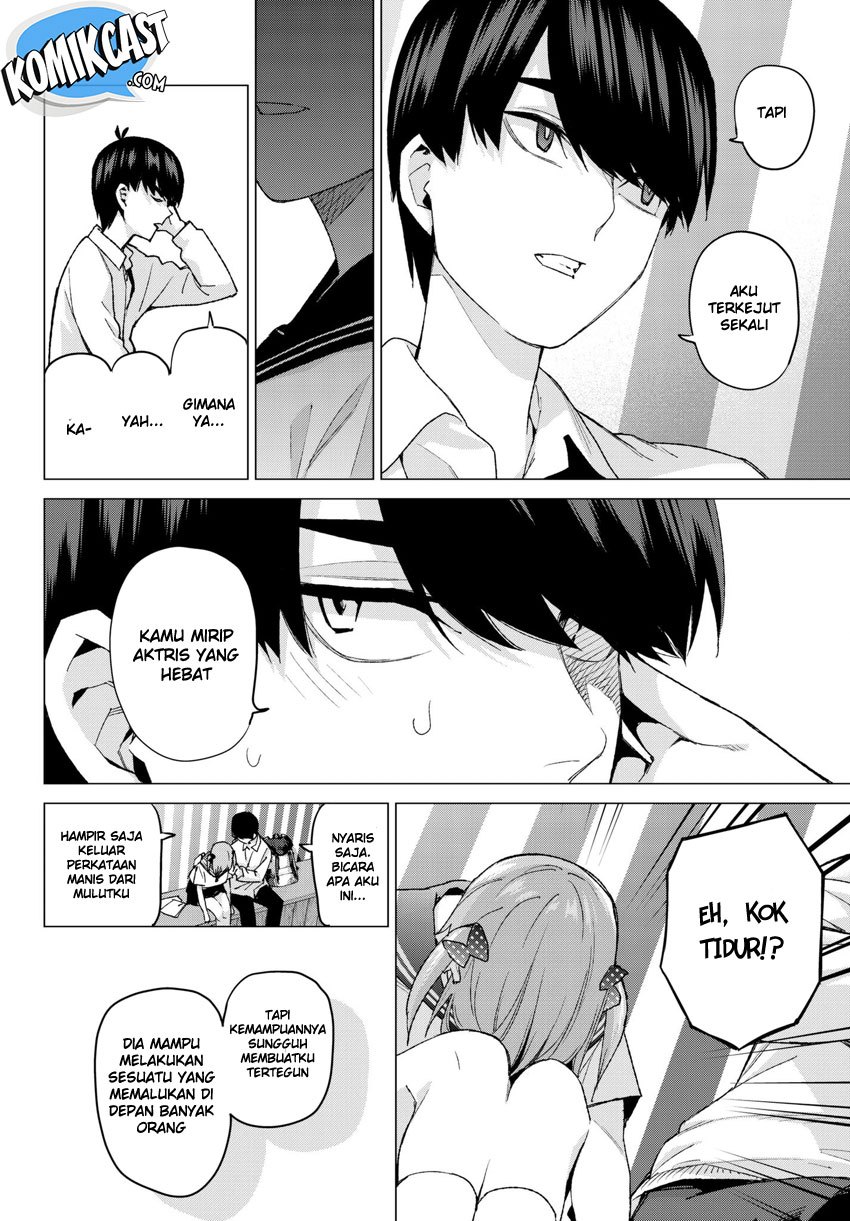 KOMIKCAST
.COM
TAPI
AKU
TERKEJUT
SEKALI
GIMANA
YA...
YAH...
KA-
KAMU MIRIP
AKTRIS YANG
HEBAT
EH, KOK
TIDUR!?
NYARIS
SAJA.
BICARA
APA AKU
INI...
HAMPIR SAJA
KELUAR
PERKATAAN
MANIS DARI
MULUTKU
TAPI
KEMAMPUANNYA
SUNGGUH
MEMBUATKU
TERTEGUN
DIA MAMPU
MELAKUKAN
SESUATU YANG
MEMALUKAN DI
DEPAN BANYAK
ORANG